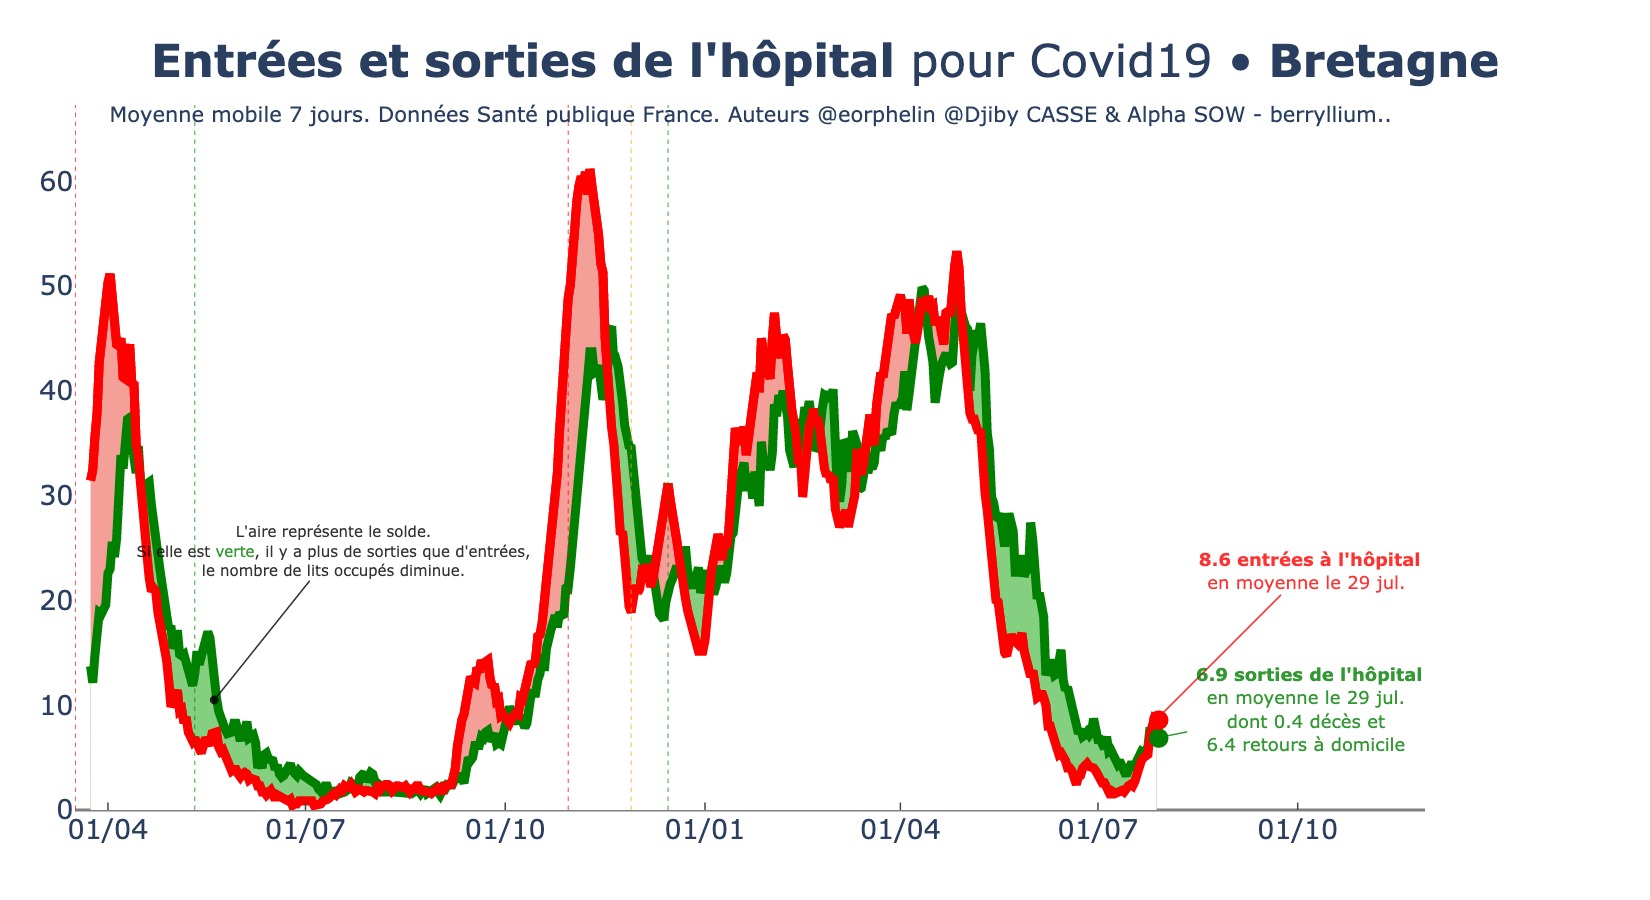 Entrées et sorties de l'hôpital pour Covid19 • Bretagne
Moyenne mobile 7 jours. Données Santé publique France. Auteurs @eorphelin @Djiby CASSE & Alpha SOW - berryllium..
60
50
40
30
20
10
0
L'aire représente le solde.
Si elle est verte, il y a plus de sorties que d'entrées,
le nombre de lits occupés diminue.
8.6 entrées à l'hôpital
en moyenne le 29 jul.
6.9 sorties de l'hôpital
en moyenne le 29 jul.
dont 0.4 décès et
6.4 retours à domicile
01/04 01/07 01/10 01/01 01/04 01/07 01/10